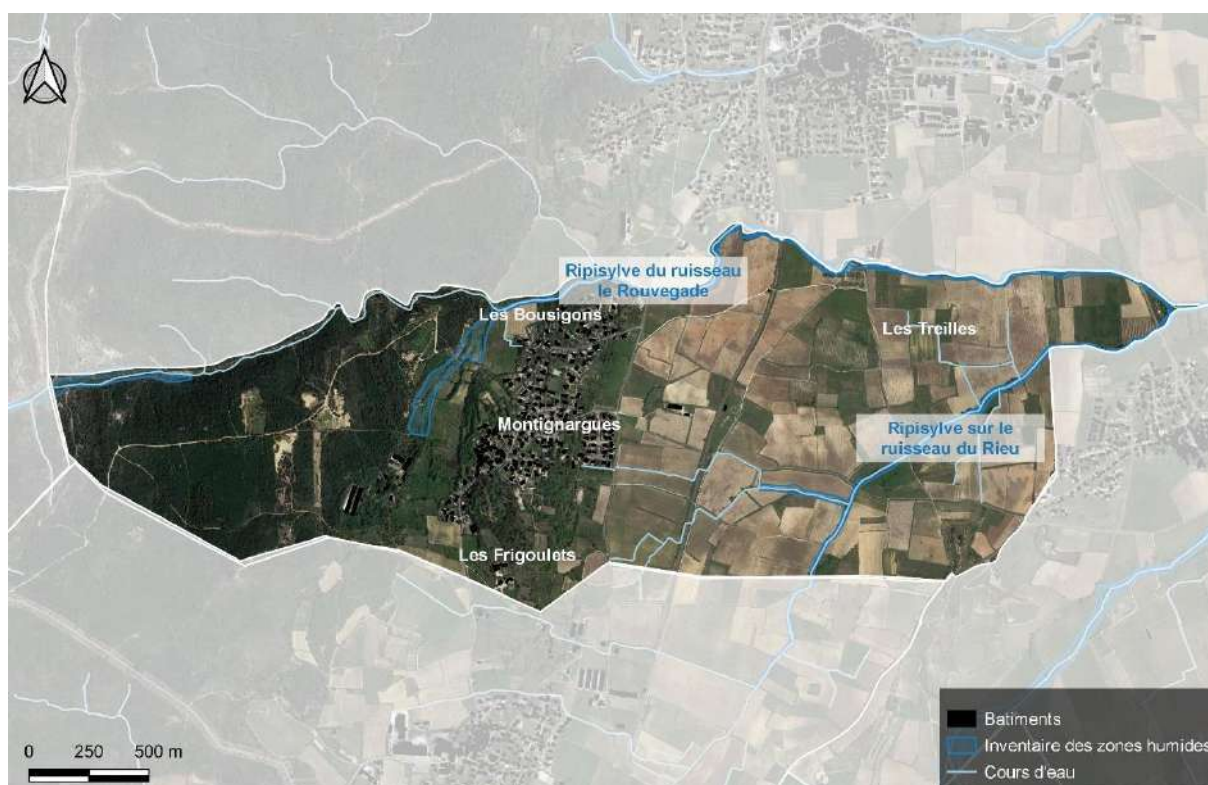 Ripisylve du ruisseau
le Rouvegade
Les Bousigons
Les Treilles
Montignargues
Ripisylve sur le
ruisseau du Rieu
Les Frigoulets
Batiments
Inventaire des zones humides
Cours d'eau
0 250 500 m